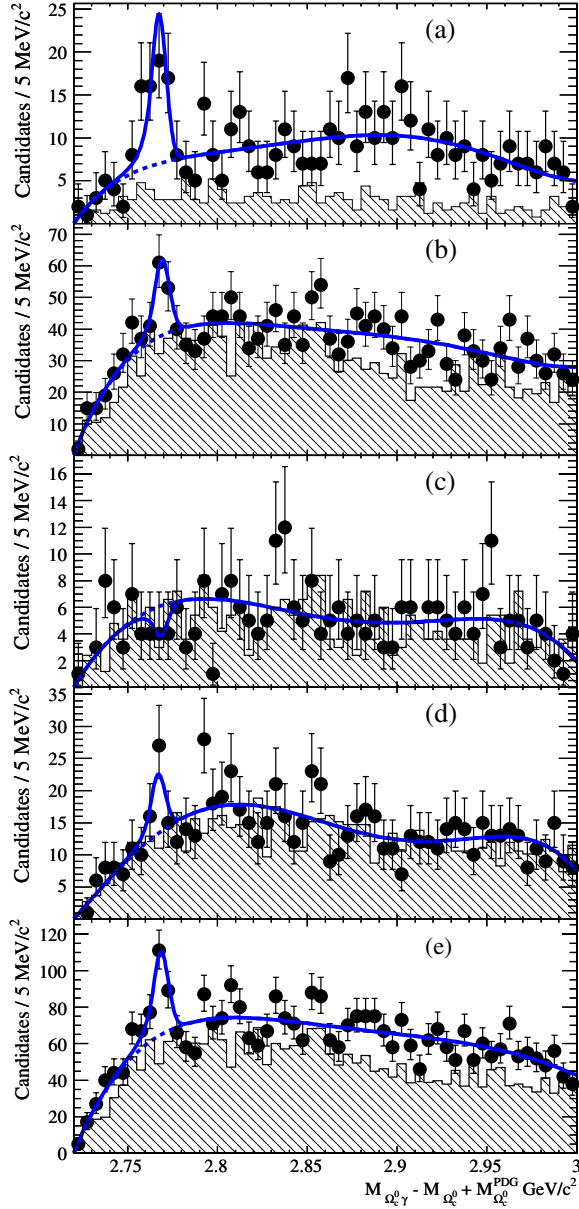 Candidates / 5 MeV/c²
25
20
15
10
5
(a)
Candidates / 5 MeV/c²
70
60
50
40
30
20
10
(b)
Candidates / 5 MeV/c²
16
14
12
10
8
6
4
2
(c)
Candidates / 5 MeV/c²
35
30
25
20
15
10
5
(d)
Candidates / 5 MeV/c²
120
100
80
60
40
20
0
(e)
2.75 2.8 2.85 2.9 2.95 3
M_{Ω_c^0 γ} - M_{Ω_c^0} + M_{Ω_c^0}^{PDG} GeV/c²